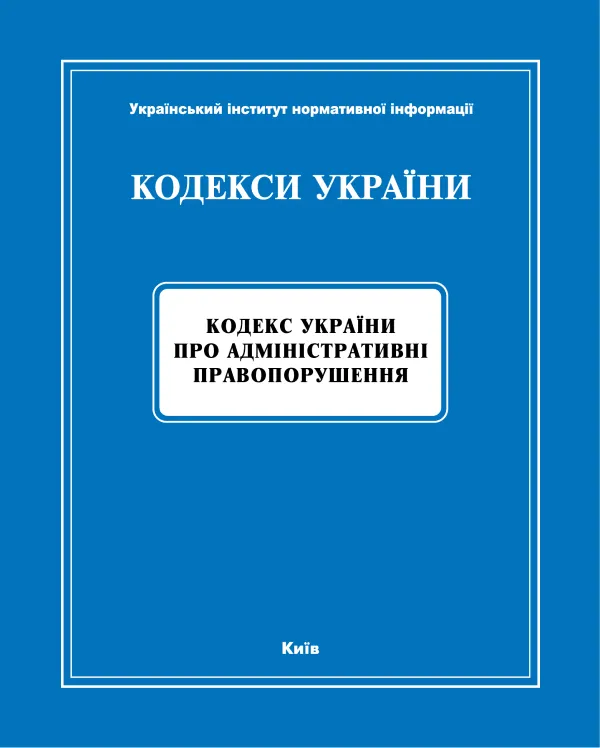 Український інститут нормативної інформації
КОДЕКСИ УКРАЇНИ
КОДЕКС УКРАЇНИ
ПРО АДМІНІСТРАТИВНІ
ПРАВОПОРУШЕННЯ
Київ